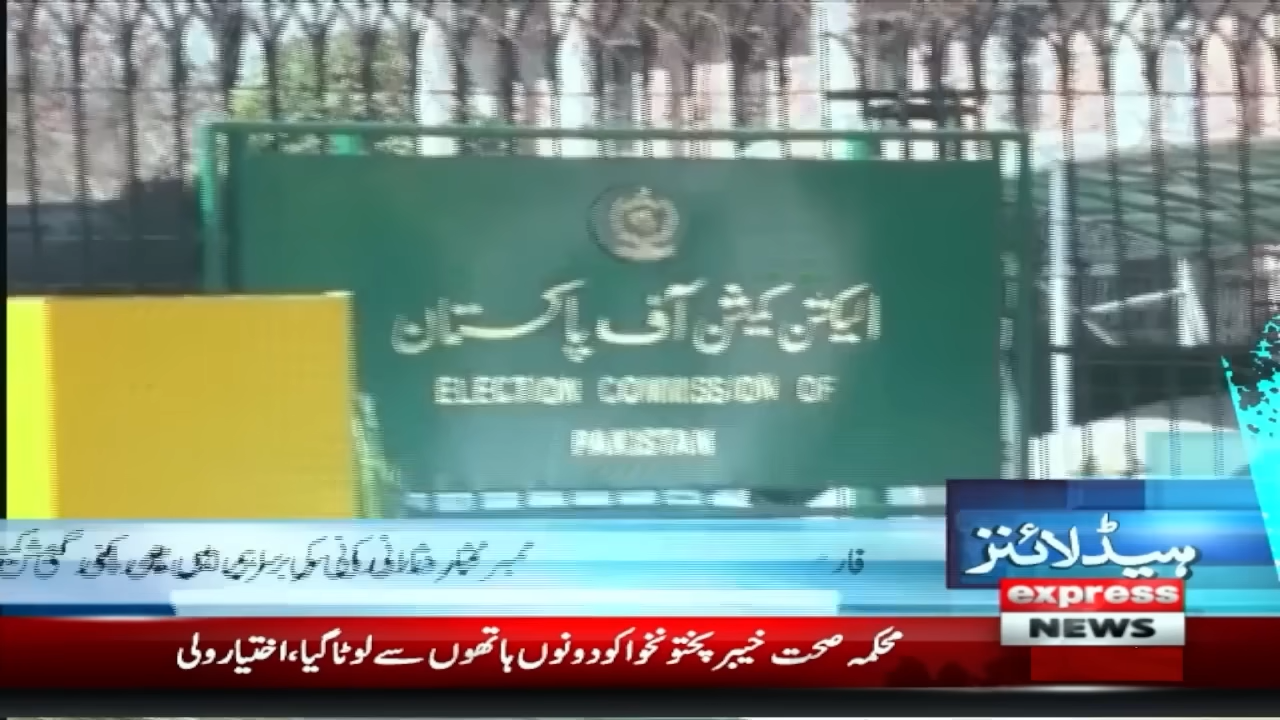 الیکشن کمیشن آف پاکستان
ELECTION COMMISSION OF
PAKISTAN
ہیڈلائنز
express
NEWS
محکمہ صحت خیبر پختونخوا کو دونوں ہاتھوں سے لوٹا گیا، اختیار ولی